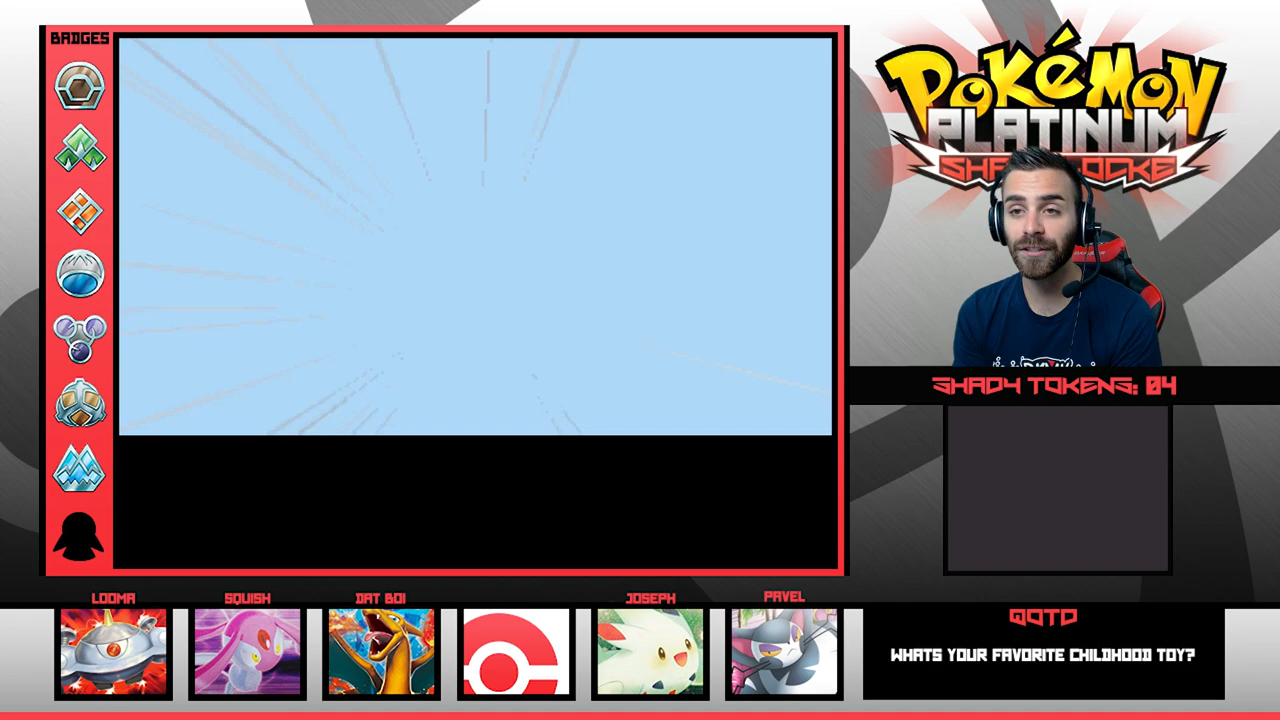 BADGES
POKéMON
PLATINUM
SHADY TOKENS: 04
LOOMA
SQUISH
DAT BOI
JOSEPH
PAVEL
QOTD
WHATS YOUR FAVORITE CHILDHOOD TOY?